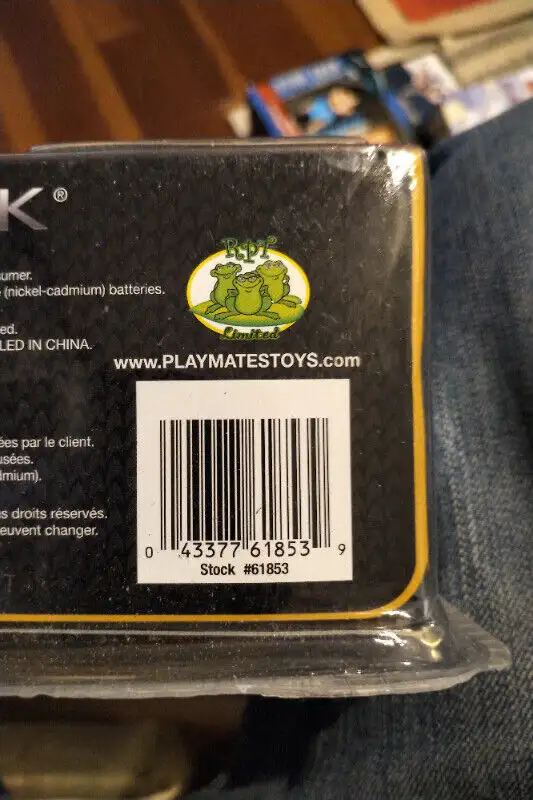 K®
sumer.
(nickel-cadmium) batteries.
ed.
LED IN CHINA.
RPF
Limited
www.PLAYMATESTOYS.com
ées par le client.
usées.
dmium).
s droits réservés.
euvent changer.
0 43377 61853 9
Stock #61853